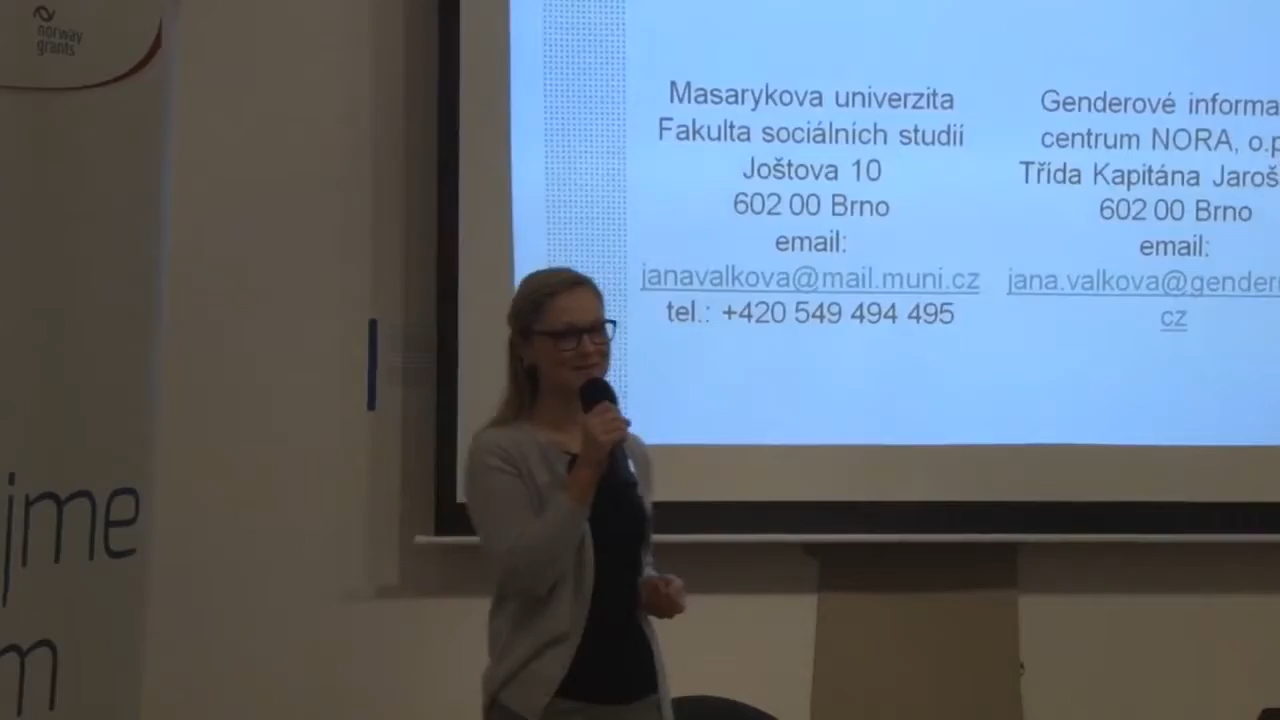 norway
grants
jme
m
Masarykova univerzita
Fakulta sociálních studií
Joštova 10
602 00 Brno
email:
janavalkova@mail.muni.cz
tel.: +420 549 494 495
Genderové informa
centrum NORA, o.p
Třída Kapitána Jaroš
602 00 Brno
email:
jana.valkova@gender
cz